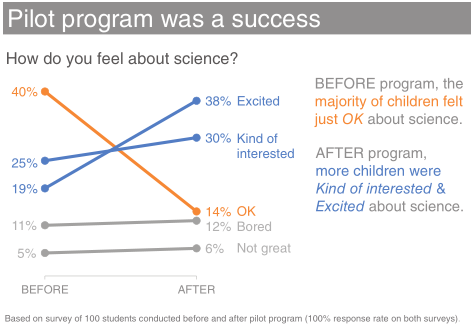 Pilot program was a success
How do you feel about science?
40%
25%
19%
11%
5%
38% Excited
30% Kind of
interested
14% OK
12% Bored
6% Not great
BEFORE
AFTER
BEFORE program, the
majority of children felt
just OK about science.
AFTER program,
more children were
Kind of interested &
Excited about science.
Based on survey of 100 students conducted before and after pilot program (100% response rate on both surveys).